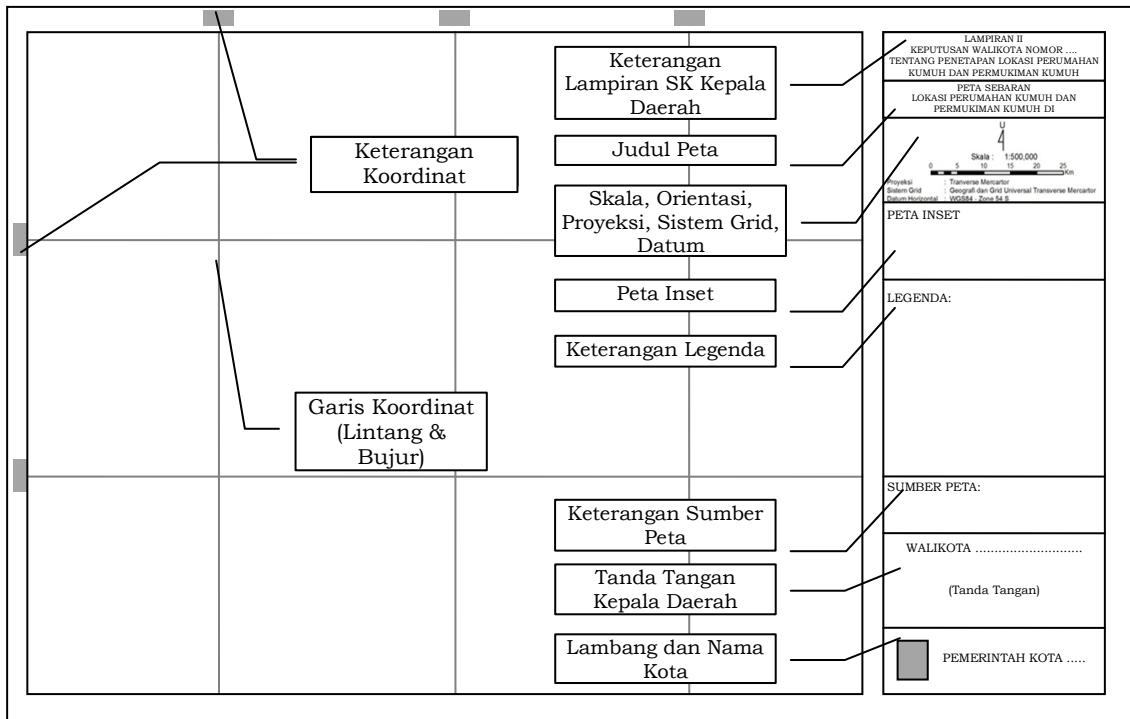 Keterangan
Koordinat
Garis Koordinat
(Lintang &
Bujur)
Keterangan
Lampiran SK Kepala
Daerah
Judul Peta
Skala, Orientasi,
Proyeksi, Sistem Grid,
Datum
Peta Inset
Keterangan Legenda
Keterangan Sumber
Peta
Tanda Tangan
Kepala Daerah
Lambang dan Nama
Kota
LAMPIRAN II
KEPUTUSAN WALIKOTA NOMOR ....
TENTANG PENETAPAN LOKASI PERUMAHAN
KUMUH DAN PERMUKIMAN KUMUH
PETA SEBARAN
LOKASI PERUMAHAN KUMUH DAN
PERMUKIMAN KUMUH DI
U
Skala : 1:500,000
0 5 10 15 20 25
Km
Proyeksi : Tranverse Mercartor
Sistem Grid : Geografi dan Grid Universal Transverse Mercartor
Datum Horizontal : WGS84 - Zone 54 S
PETA INSET
LEGENDA:
SUMBER PETA:
WALIKOTA ............................
(Tanda Tangan)
PEMERINTAH KOTA .....